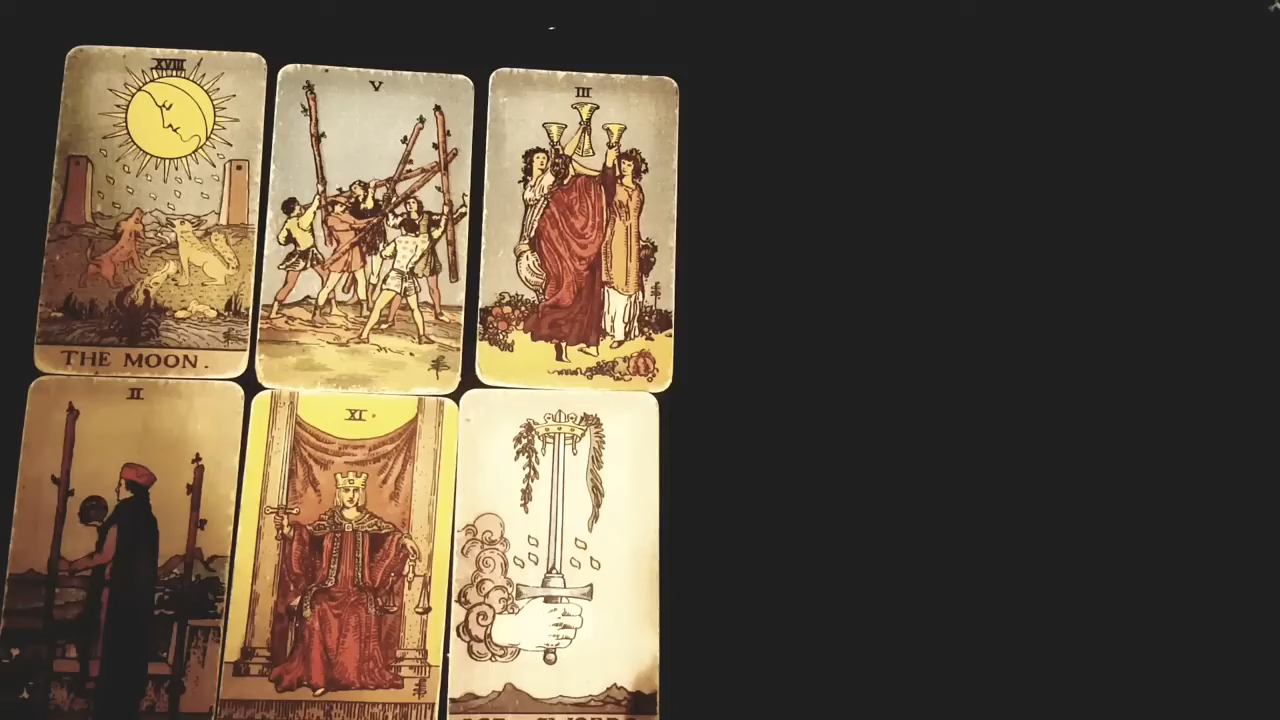 XVIII
V
III
THE MOON.
II
XI.